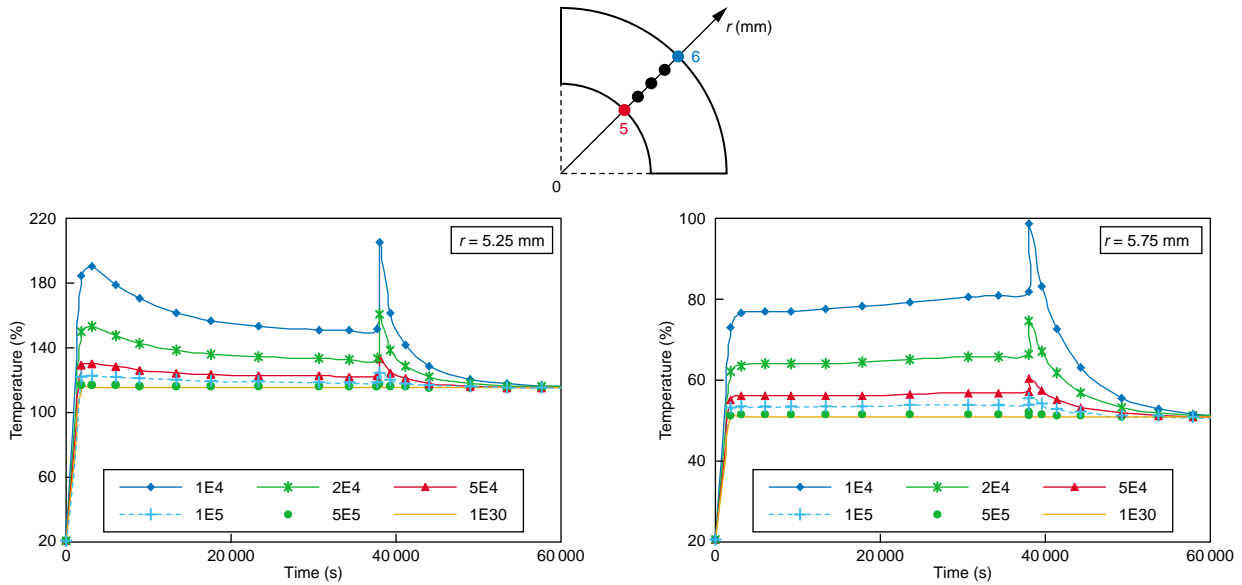 r (mm)
6
5
0
220
180
140
100
60
20
Temperature (%)
r = 5.25 mm
1E4 2E4 5E4
1E5 5E5 1E30
0 20 000 40 000 60 000
Time (s)
100
80
60
40
20
Temperature (%)
r = 5.75 mm
1E4 2E4 5E4
1E5 5E5 1E30
0 20 000 40 000 60 000
Time (s)